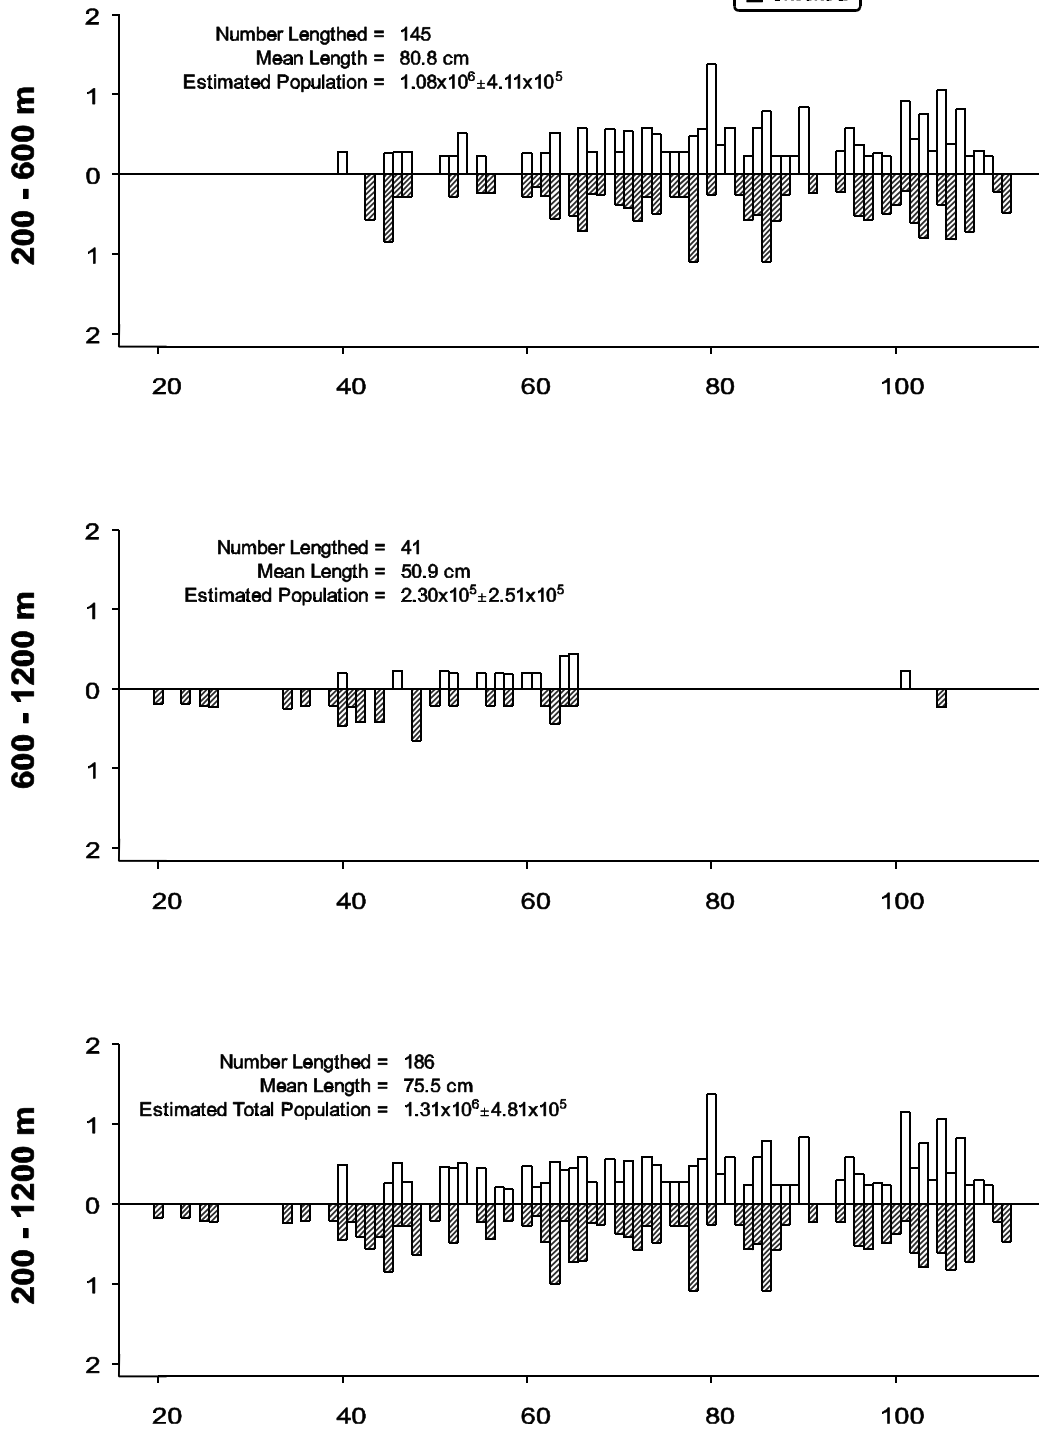 2
Number Lengthed = 145
Mean Length = 80.8 cm
Estimated Population = 1.08x10⁶±4.11x10⁵
1
0
1
2
200 - 600 m
20 40 60 80 100
2
Number Lengthed = 41
Mean Length = 50.9 cm
Estimated Population = 2.30x10⁵±2.51x10⁵
1
0
1
2
600 - 1200 m
20 40 60 80 100
2
Number Lengthed = 186
Mean Length = 75.5 cm
Estimated Total Population = 1.31x10⁶±4.81x10⁵
1
0
1
2
200 - 1200 m
20 40 60 80 100